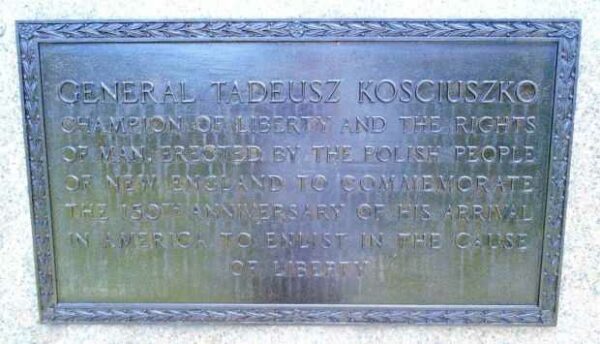 GENERAL TADEUSZ KOSCIUSZKO
CHAMPION OF LIBERTY AND THE RIGHTS
OF MAN. ERECTED BY THE POLISH PEOPLE
OF NEW ENGLAND TO COMMEMORATE
THE 150TH ANNIVERSARY OF HIS ARRIVAL
IN AMERICA TO ENLIST IN THE CAUSE
OF LIBERTY